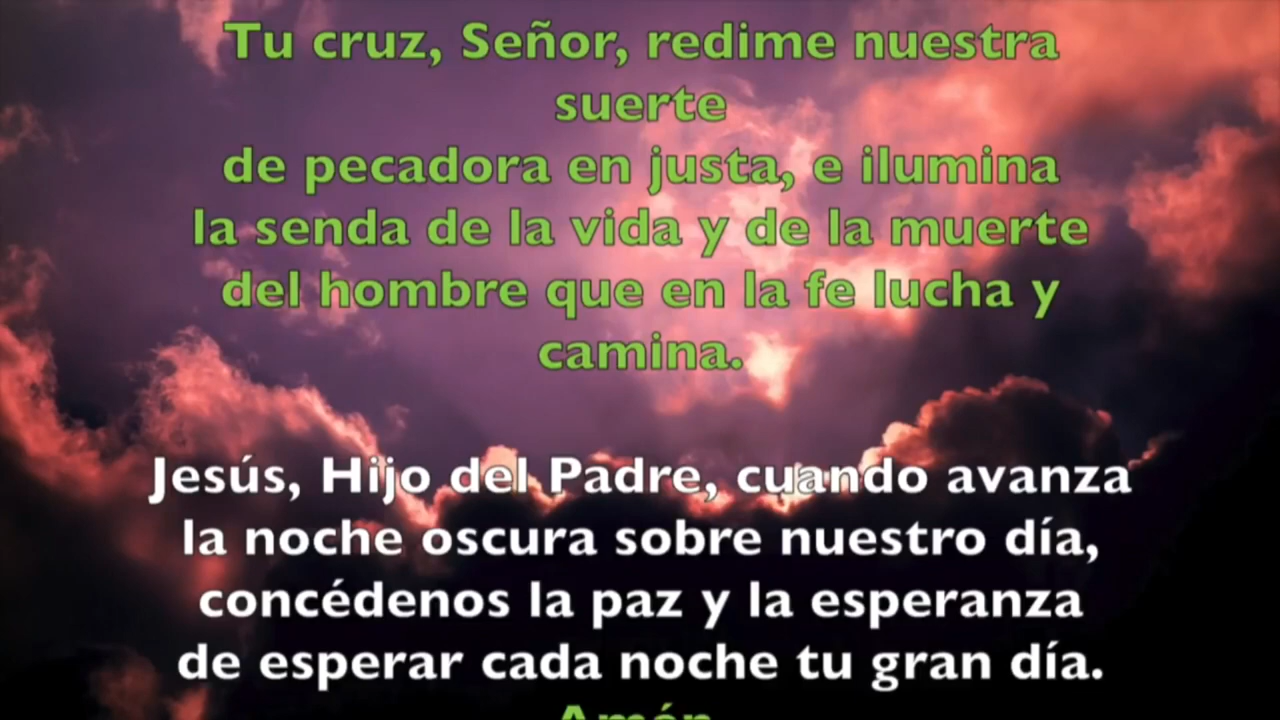 Tu cruz, Señor, redime nuestra
suerte
de pecadora en justa, e ilumina
la senda de la vida y de la muerte
del hombre que en la fe lucha y
camina.
Jesús, Hijo del Padre, cuando avanza
la noche oscura sobre nuestro día,
concédenos la paz y la esperanza
de esperar cada noche tu gran día.
Amén